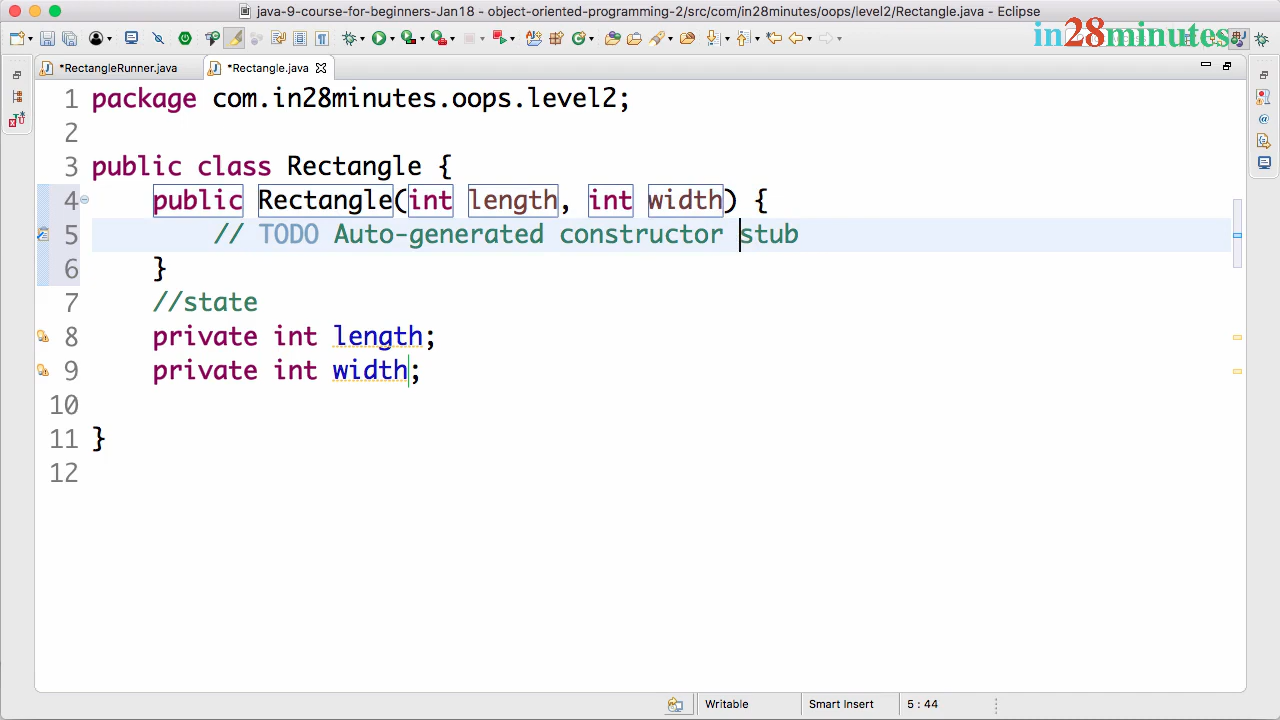 java-9-course-for-beginners-Jan18 - object-oriented-programming-2/src/com/in28minutes/oops/level2/Rectangle.java - Eclipse
in28minutes
*RectangleRunner.java
*Rectangle.java
1 package com.in28minutes.oops.level2;
2
3 public class Rectangle {
4 public Rectangle(int length, int width) {
5 // TODO Auto-generated constructor stub
6 }
7 //state
8 private int length;
9 private int width;
10
11 }
12
Writable Smart Insert 5 : 44